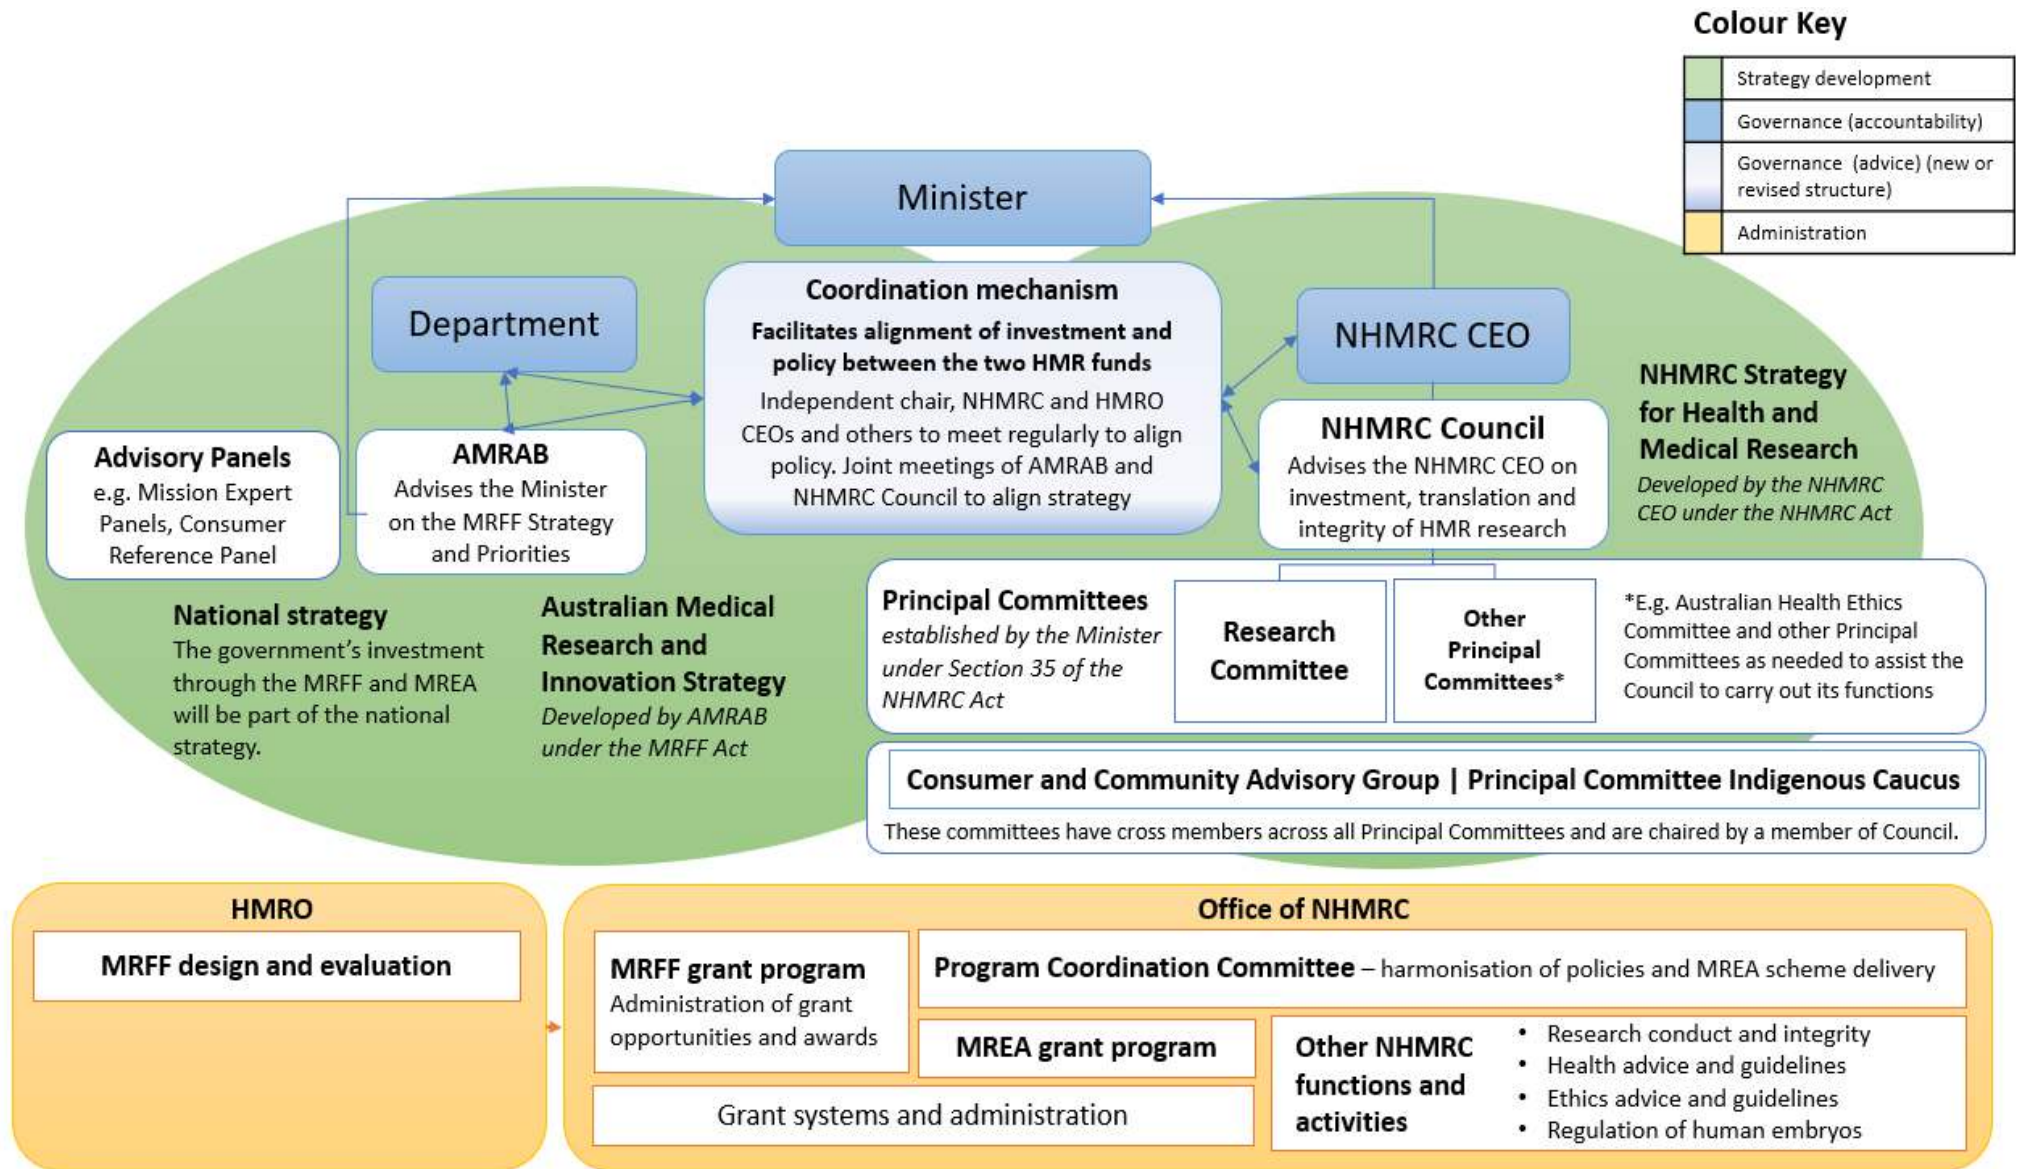 Colour Key
Strategy development
Governance (accountability)
Governance (advice) (new or
revised structure)
Administration
Minister
Department
Coordination mechanism
Facilitates alignment of investment and
policy between the two HMR funds
Independent chair, NHMRC and HMRO
CEOs and others to meet regularly to align
policy. Joint meetings of AMRAB and
NHMRC Council to align strategy
NHMRC CEO
NHMRC Strategy
for Health and
Medical Research
Developed by the NHMRC
CEO under the NHMRC Act
Advisory Panels
e.g. Mission Expert
Panels, Consumer
Reference Panel
AMRAB
Advises the Minister
on the MRFF Strategy
and Priorities
NHMRC Council
Advises the NHMRC CEO on
investment, translation and
integrity of HMR research
National strategy
The government’s investment
through the MRFF and MREA
will be part of the national
strategy.
Australian Medical
Research and
Innovation Strategy
Developed by AMRAB
under the MRFF Act
Principal Committees
established by the Minister
under Section 35 of the
NHMRC Act
Research
Committee
Other
Principal
Committees*
*E.g. Australian Health Ethics
Committee and other Principal
Committees as needed to assist the
Council to carry out its functions
Consumer and Community Advisory Group | Principal Committee Indigenous Caucus
These committees have cross members across all Principal Committees and are chaired by a member of Council.
HMRO
MRFF design and evaluation
Office of NHMRC
MRFF grant program
Administration of grant
opportunities and awards
Program Coordination Committee – harmonisation of policies and MREA scheme delivery
MREA grant program
Grant systems and administration
Other NHMRC
functions and
activities
• Research conduct and integrity
• Health advice and guidelines
• Ethics advice and guidelines
• Regulation of human embryos